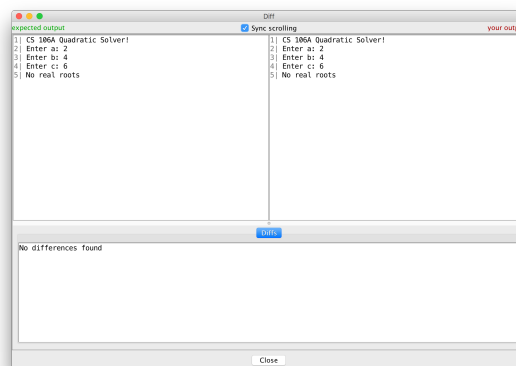 Diff
expected output
Sync scrolling
your outp
1| CS 106A Quadratic Solver!
2| Enter a: 2
3| Enter b: 4
4| Enter c: 6
5| No real roots
1| CS 106A Quadratic Solver!
2| Enter a: 2
3| Enter b: 4
4| Enter c: 6
5| No real roots
Diffs
No differences found
Close